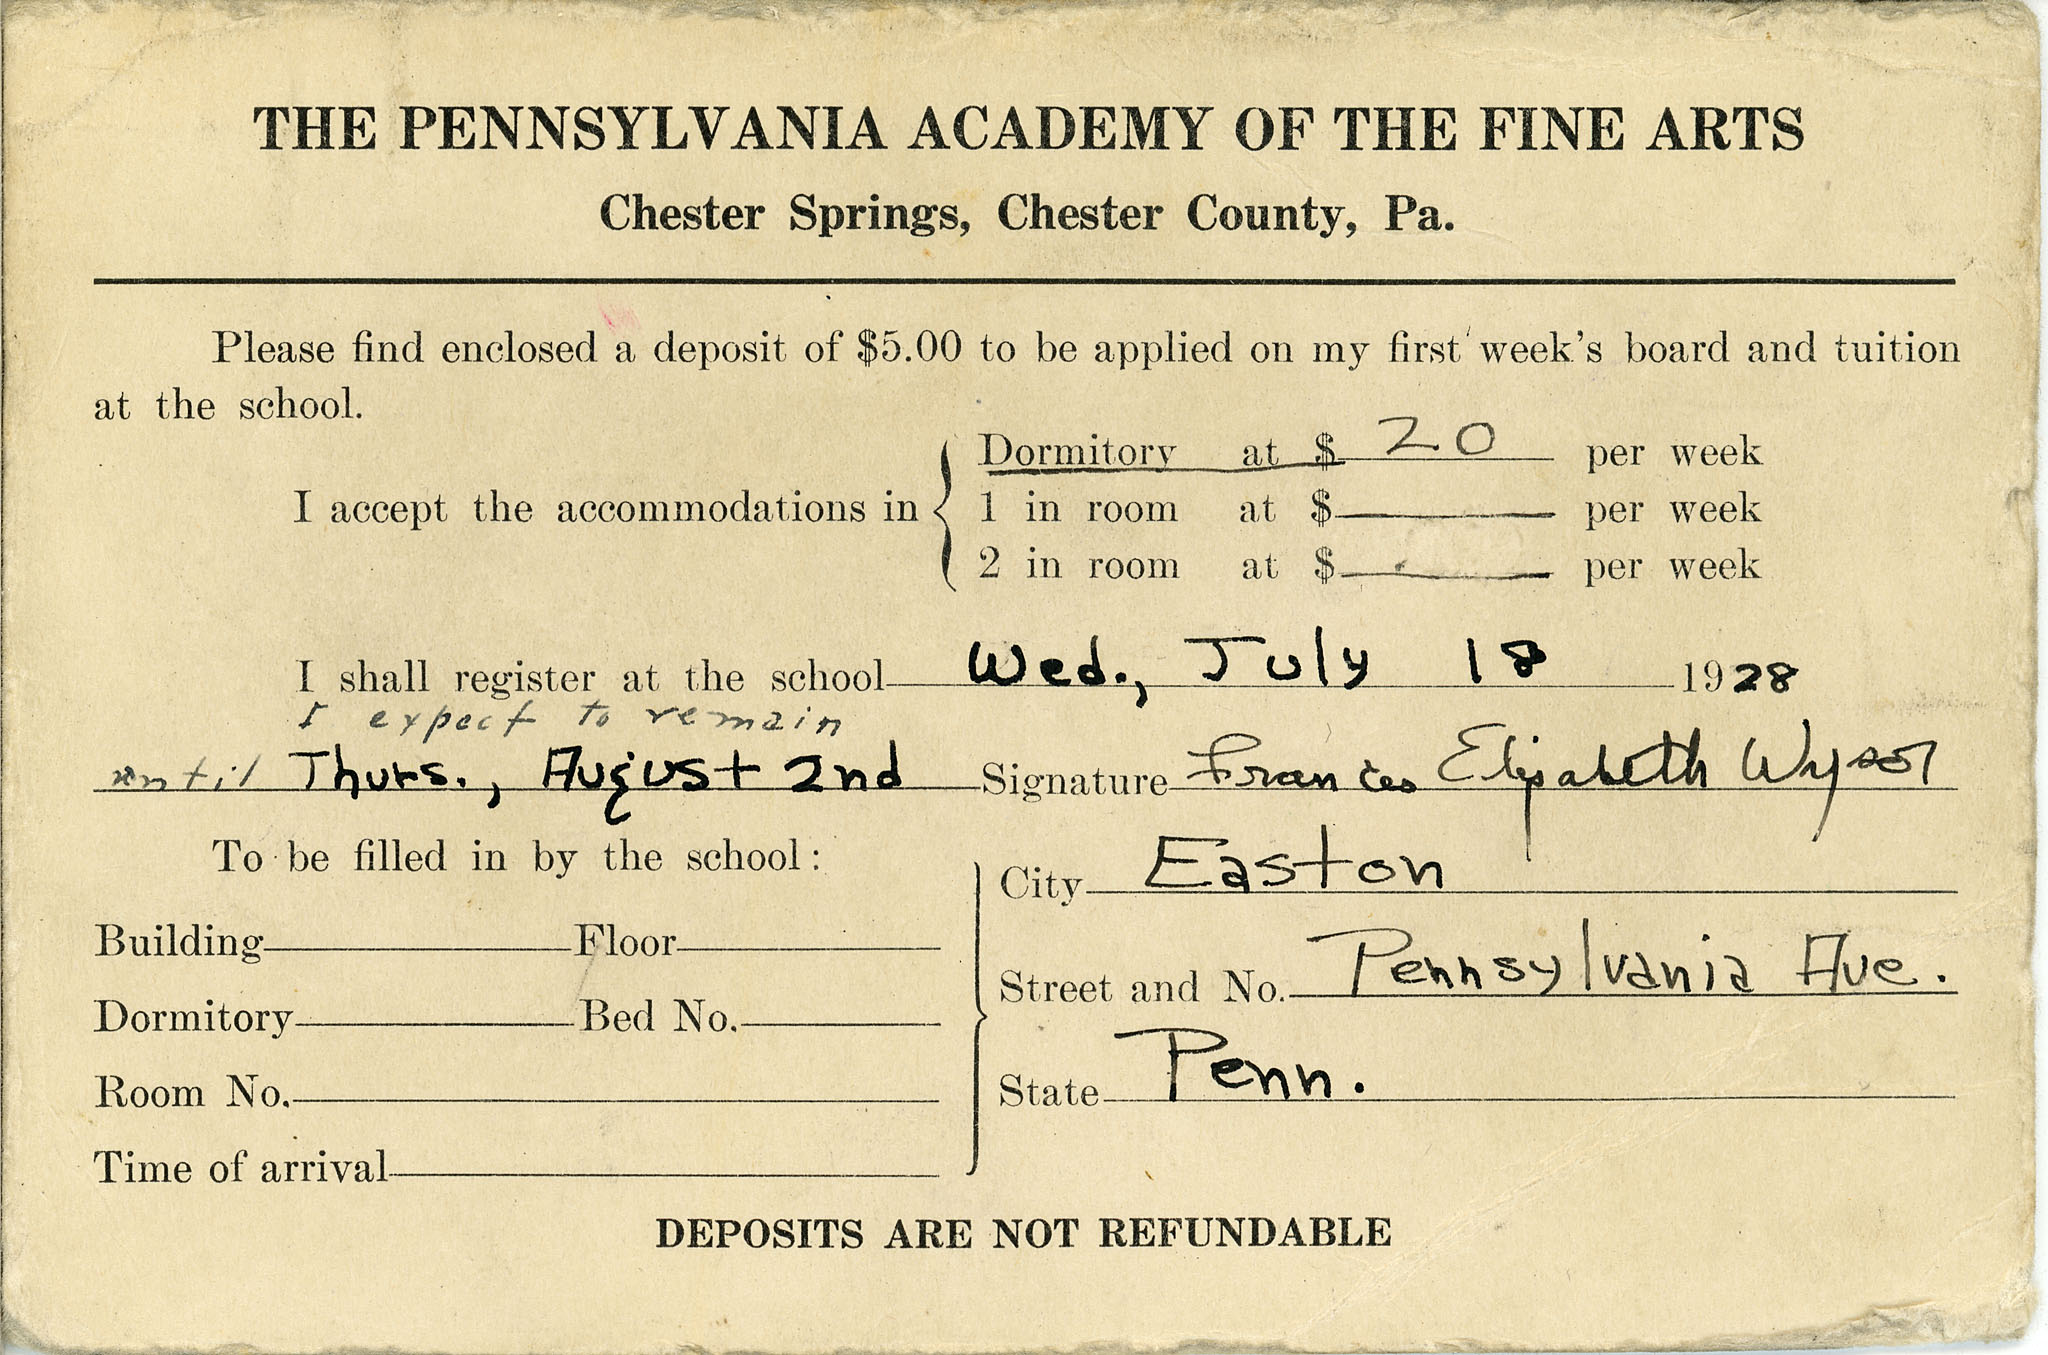 THE PENNSYLVANIA ACADEMY OF THE FINE ARTS
Chester Springs, Chester County, Pa.
Please find enclosed a deposit of $5.00 to be applied on my first week's board and tuition
at the school.
I accept the accommodations in
Dormitory at $ 20 per week
1 in room at $ per week
2 in room at $ per week
I shall register at the school Wed., July 18 1928
I expect to remain
until Thurs., August 2nd Signature Frances Elizabeth Wysor
To be filled in by the school:
City Easton
Building Floor
Street and No. Pennsylvania Ave.
Dormitory Bed No.
State Penn.
Room No.
Time of arrival
DEPOSITS ARE NOT REFUNDABLE